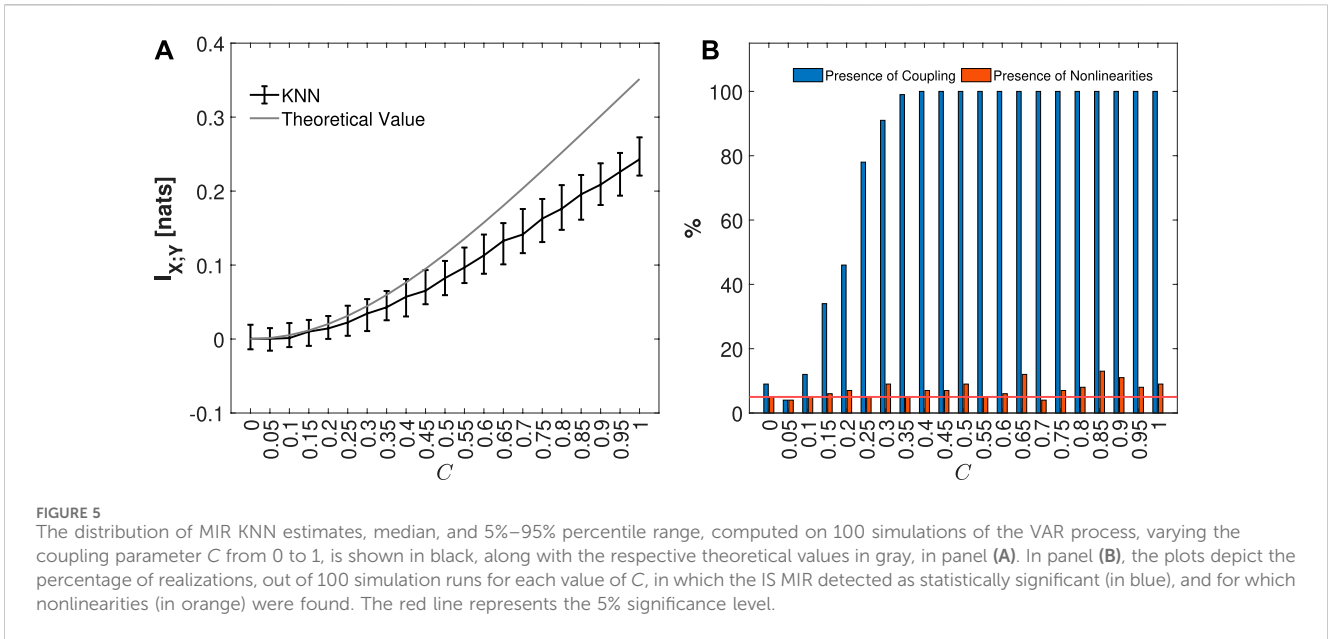 A
0.4
0.3
0.2
0.1
0
-0.1
I X;Y [nats]
KNN
Theoretical Value
0 0.05 0.1 0.15 0.2 0.25 0.3 0.35 0.4 0.45 0.5 0.55 0.6 0.65 0.7 0.75 0.8 0.85 0.9 0.95 1
C
B
Presence of Coupling Presence of Nonlinearities
100
80
60
40
20
0
%
0 0.05 0.1 0.15 0.2 0.25 0.3 0.35 0.4 0.45 0.5 0.55 0.6 0.65 0.7 0.75 0.8 0.85 0.9 0.95 1
C
FIGURE 5
The distribution of MIR KNN estimates, median, and 5%–95% percentile range, computed on 100 simulations of the VAR process, varying the
coupling parameter C from 0 to 1, is shown in black, along with the respective theoretical values in gray, in panel (A). In panel (B), the plots depict the
percentage of realizations, out of 100 simulation runs for each value of C, in which the IS MIR detected as statistically significant (in blue), and for which
nonlinearities (in orange) were found. The red line represents the 5% significance level.